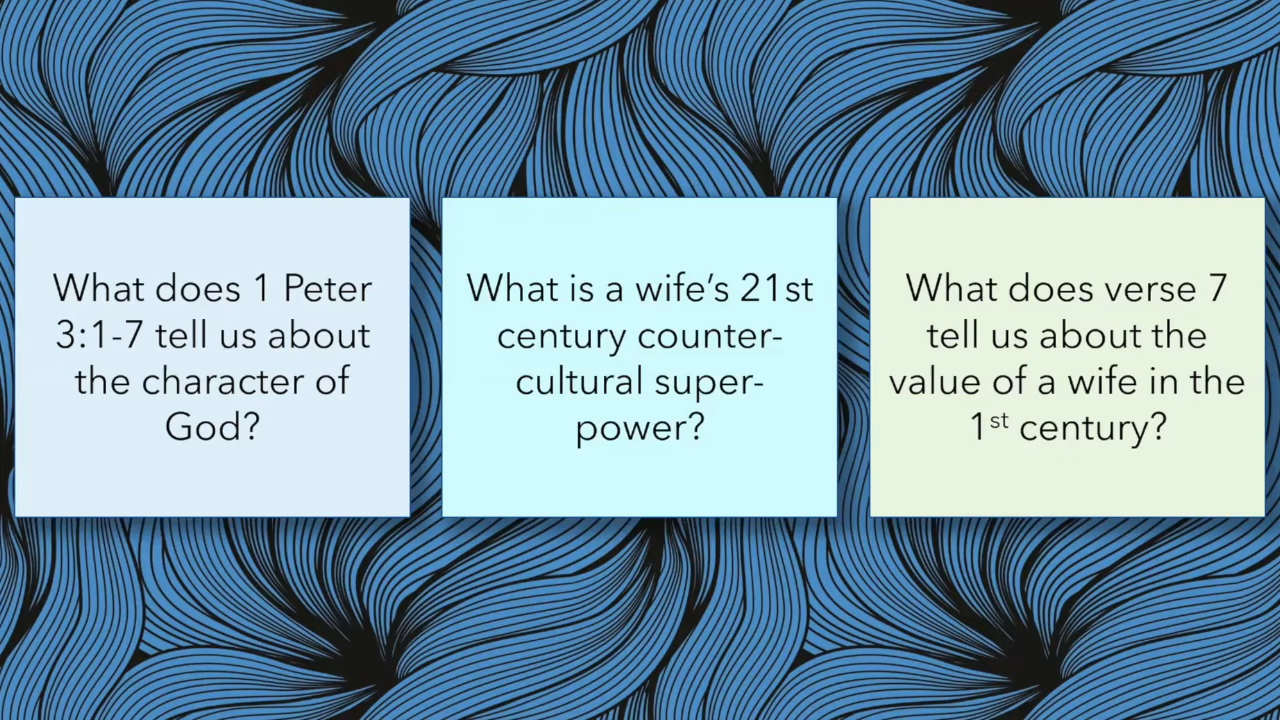 What does 1 Peter
3:1-7 tell us about
the character of
God?
What is a wife’s 21st
century counter-
cultural super-
power?
What does verse 7
tell us about the
value of a wife in the
1st century?